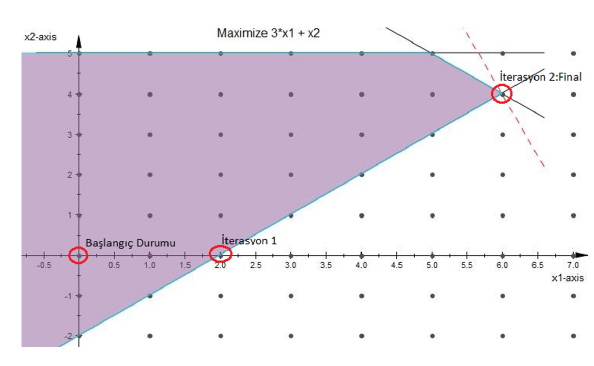 Maximize 3*x1 + x2
x2-axis
5
İterasyon 2:Final
4
3
2
1
Başlangıç Durumu
İterasyon 1
-0.5 0.5 1.0 1.5 2.0 2.5 3.0 3.5 4.0 4.5 5.0 5.5 6.0 6.5 7.0
x1-axis
-1
-2